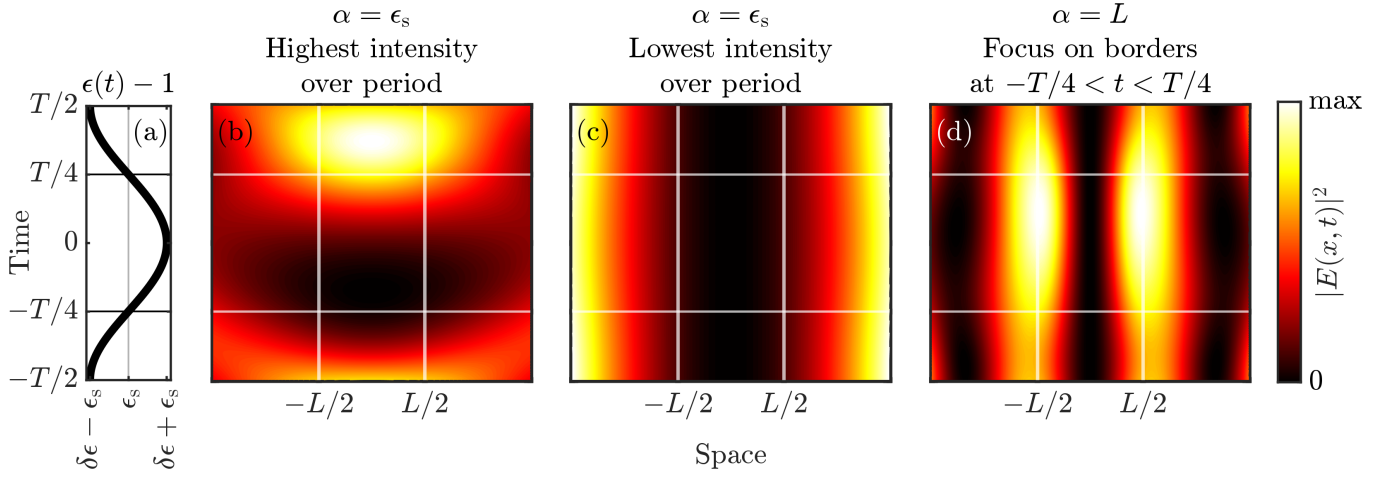 α = ϵₛ
Highest intensity
over period
α = ϵₛ
Lowest intensity
over period
α = L
Focus on borders
at −T/4 < t < T/4
ϵ(t) − 1
(a)
(b)
(c)
(d)
T/2
T/4
0
−T/4
−T/2
Time
δϵ − ϵₛ
ϵₛ
δϵ + ϵₛ
−L/2
L/2
−L/2
L/2
−L/2
L/2
Space
max
0
|E(x, t)|²